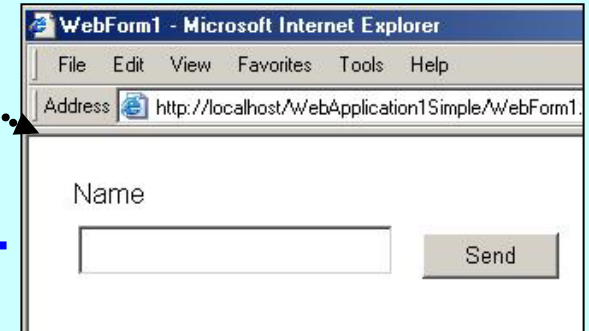 WebForm1 - Microsoft Internet Explorer
File Edit View Favorites Tools Help
Address http://localhost/WebApplication1Simple/WebForm1.
Name
Send